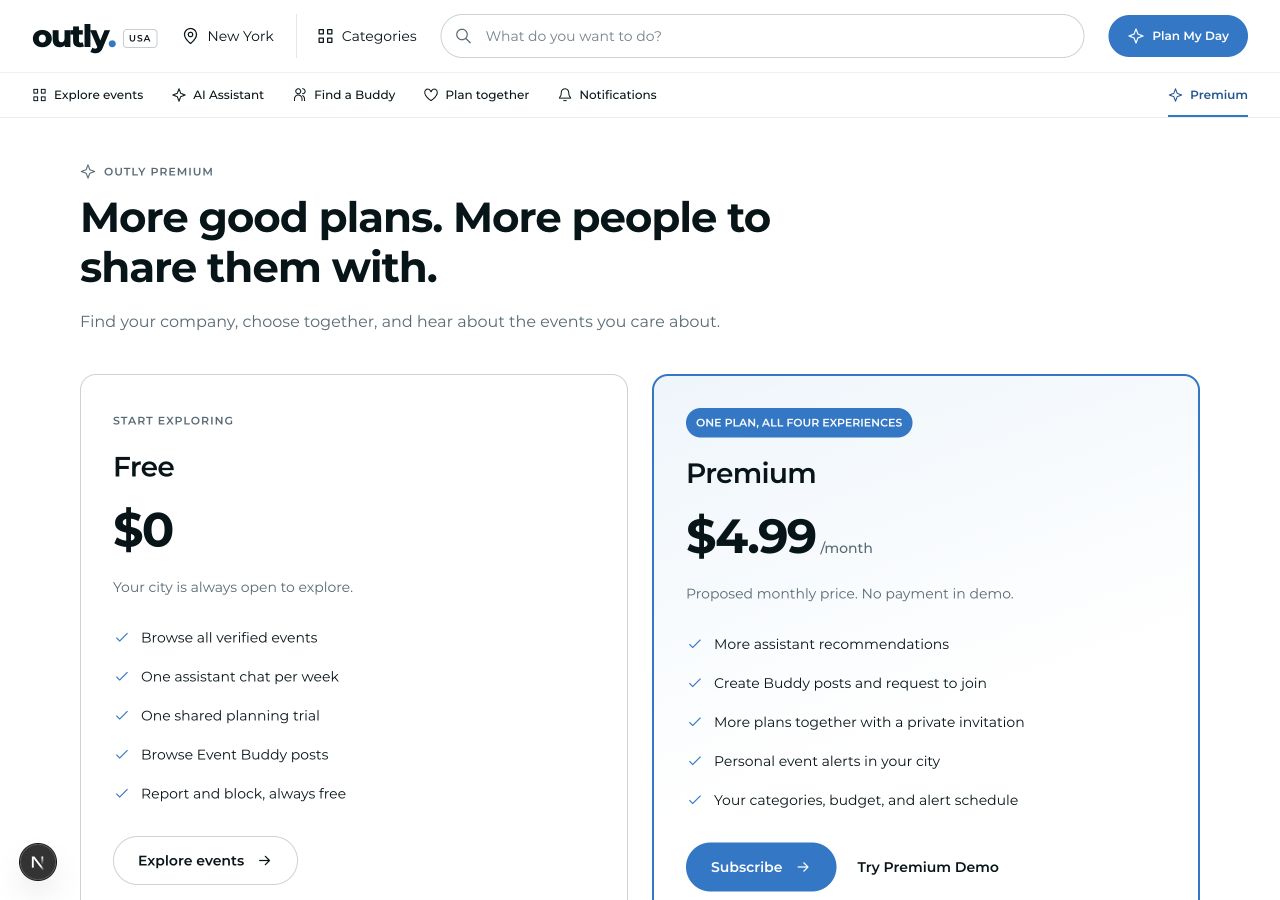 outly. USA
New York
Categories
What do you want to do?
Plan My Day
Explore events
AI Assistant
Find a Buddy
Plan together
Notifications
Premium
OUTLY PREMIUM
More good plans. More people to
share them with.
Find your company, choose together, and hear about the events you care about.
START EXPLORING
Free
$0
Your city is always open to explore.
Browse all verified events
One assistant chat per week
One shared planning trial
Browse Event Buddy posts
Report and block, always free
Explore events
ONE PLAN, ALL FOUR EXPERIENCES
Premium
$4.99 /month
Proposed monthly price. No payment in demo.
More assistant recommendations
Create Buddy posts and request to join
More plans together with a private invitation
Personal event alerts in your city
Your categories, budget, and alert schedule
Subscribe
Try Premium Demo
N